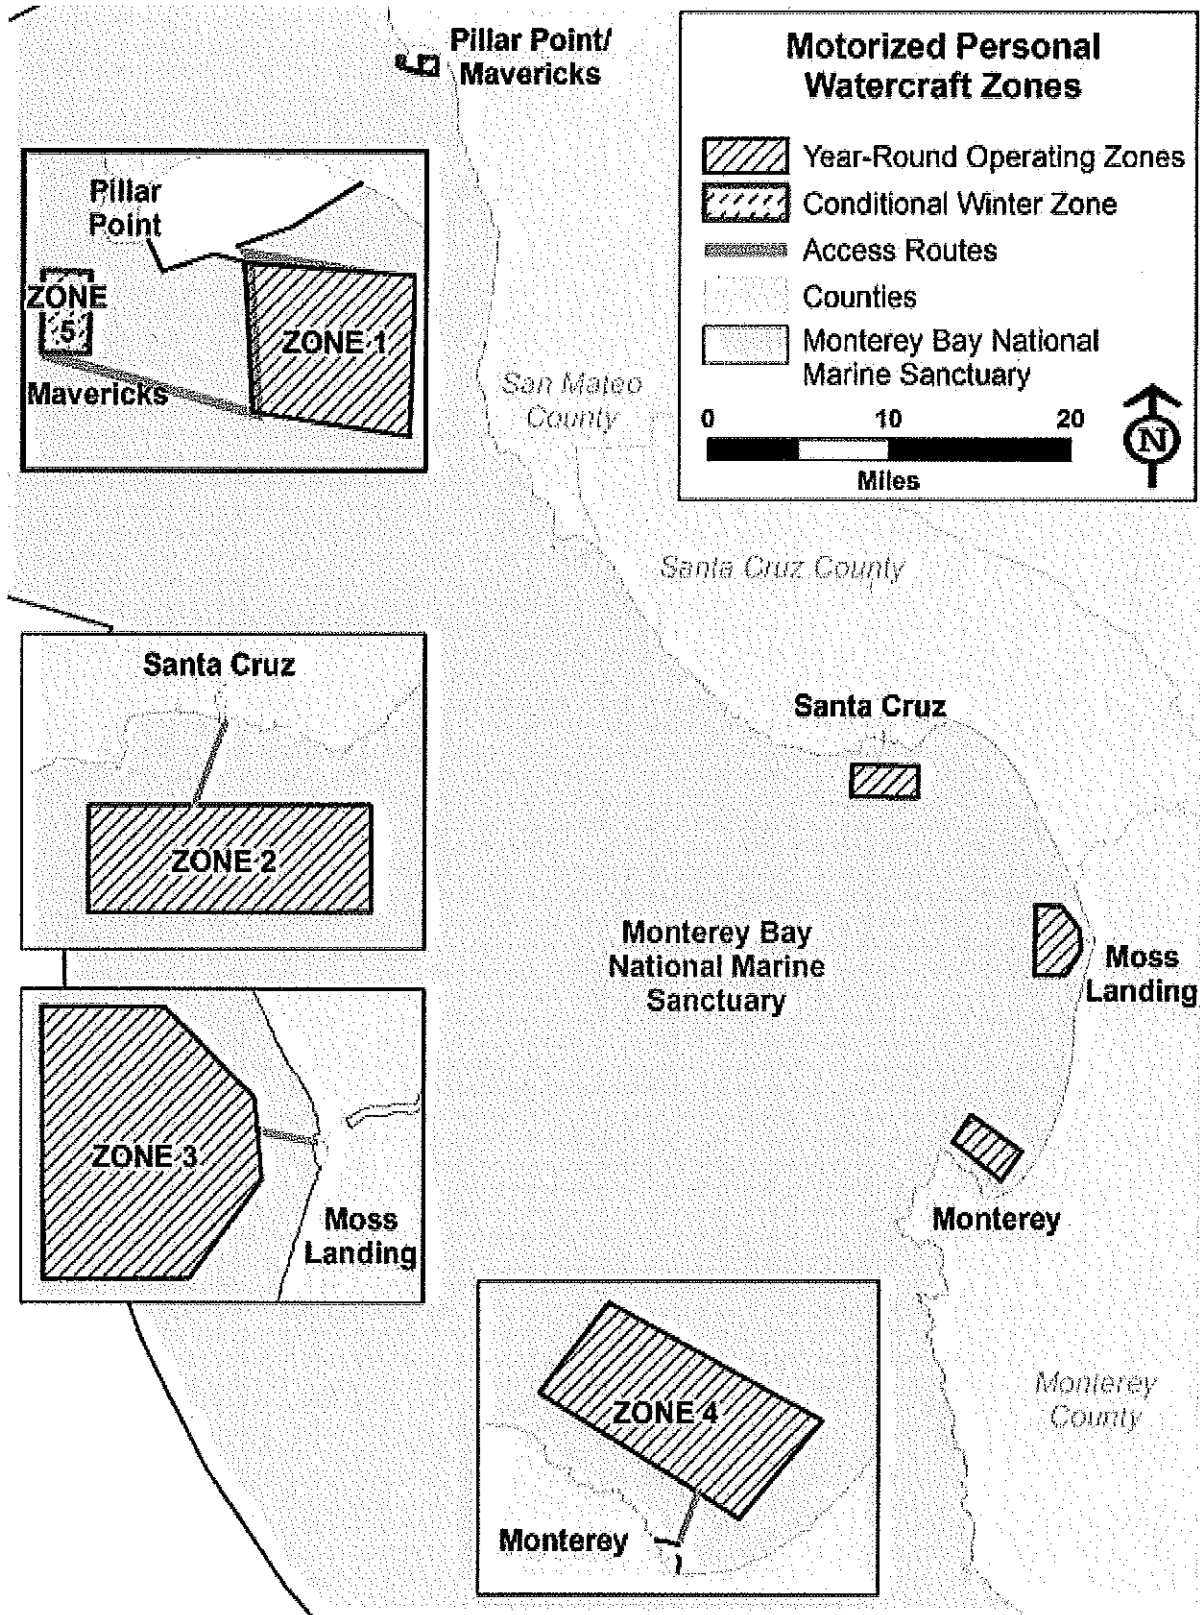 Pillar Point/
Mavericks
Motorized Personal
Watercraft Zones
Year-Round Operating Zones
Conditional Winter Zone
Access Routes
Counties
Monterey Bay National
Marine Sanctuary
0 10 20
Miles
N
Pillar
Point
ZONE
5
ZONE 1
Mavericks
San Mateo
County
Santa Cruz County
Santa Cruz
ZONE 2
Santa Cruz
Monterey Bay
National Marine
Sanctuary
Moss
Landing
ZONE 3
Moss
Landing
Monterey
ZONE 4
Monterey
Monterey
County